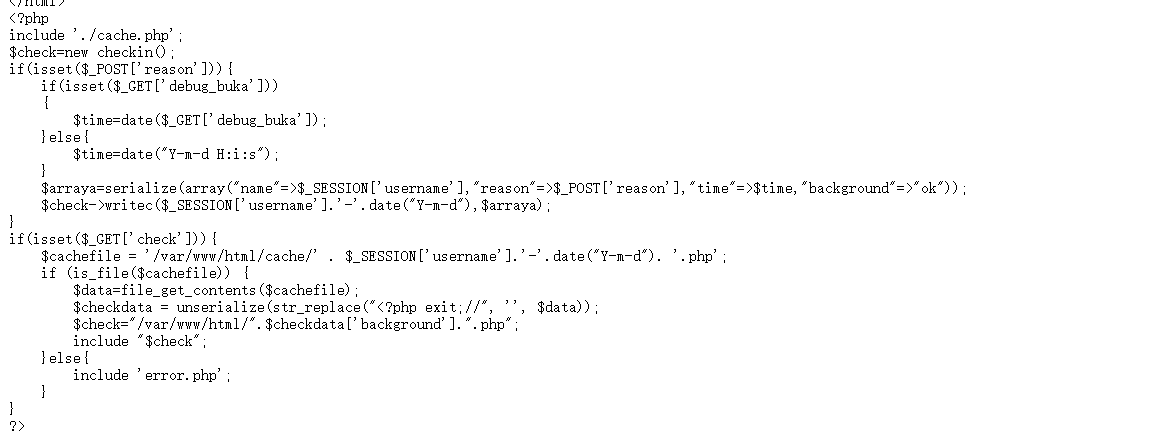 </html>
<?php
include './cache.php';
$check=new checkin();
if(isset($_POST['reason'])){
    if(isset($_GET['debug_buka']))
    {
        $time=date($_GET['debug_buka']);
    }else{
        $time=date("Y-m-d H:i:s");
    }
    $arraya=serialize(array("name"=>$_SESSION['username'],"reason"=>$_POST['reason'],"time"=>$time,"background"=>"ok"));
    $check->writec($_SESSION['username'].'-'.date("Y-m-d"),$arraya);
}
if(isset($_GET['check'])){
    $cachefile = '/var/www/html/cache/' . $_SESSION['username'].'-'.date("Y-m-d"). '.php';
    if (is_file($cachefile)) {
        $data=file_get_contents($cachefile);
        $checkdata = unserialize(str_replace("<?php exit;//", '', $data));
        $check="/var/www/html/".$checkdata['background'].".php";
        include "$check";
    }else{
        include 'error.php';
    }
}
?>